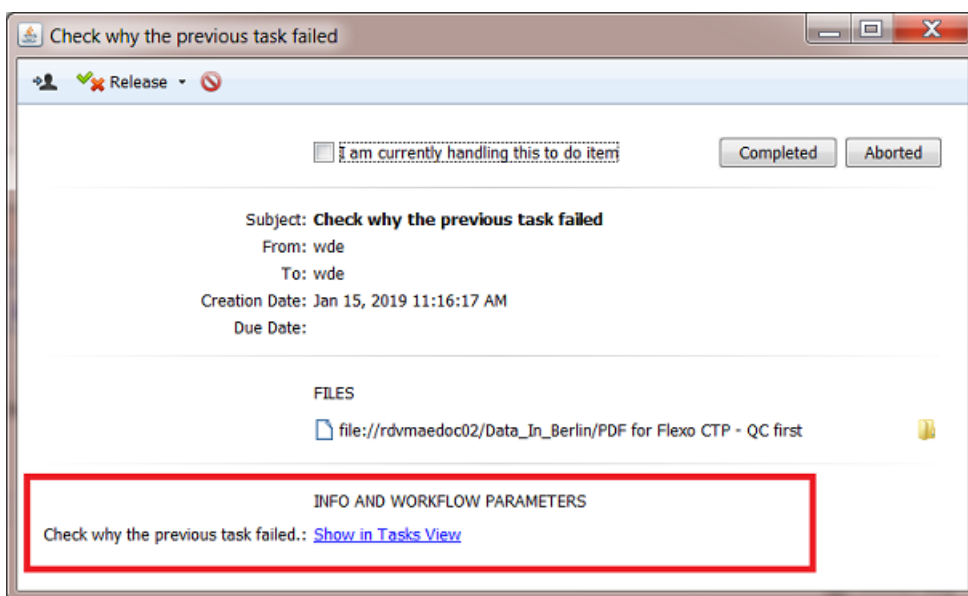 Check why the previous task failed
Release
I am currently handling this to do item
Completed
Aborted
Subject: Check why the previous task failed
From: wde
To: wde
Creation Date: Jan 15, 2019 11:16:17 AM
Due Date:
FILES
file://rdvmaedoc02/Data_In_Berlin/PDF for Flexo CTP - QC first
INFO AND WORKFLOW PARAMETERS
Check why the previous task failed.: Show in Tasks View